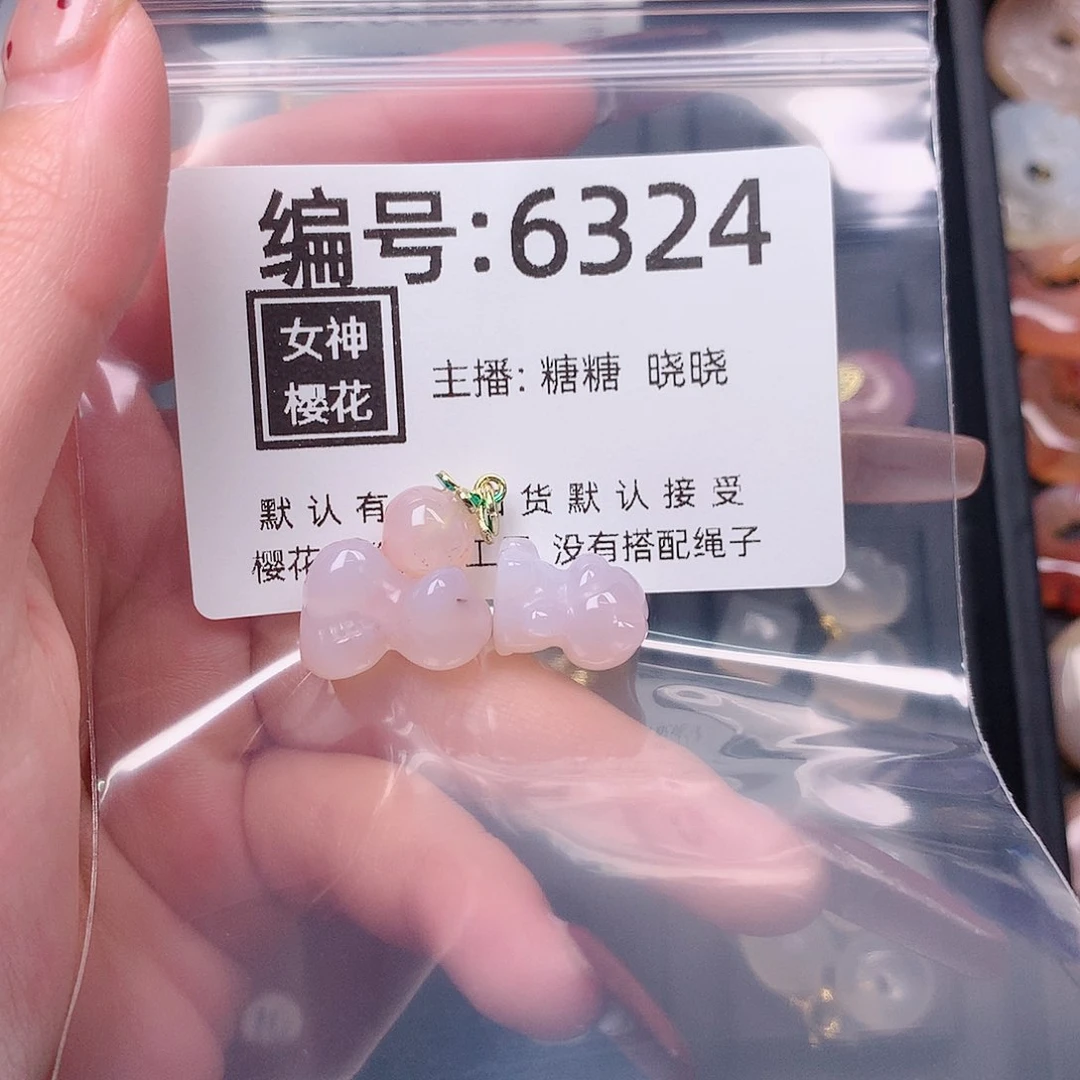 编号:6324
女神
樱花
主播: 糖糖 晓晓
默认有 货默认接受
樱花 工 没有搭配绳子